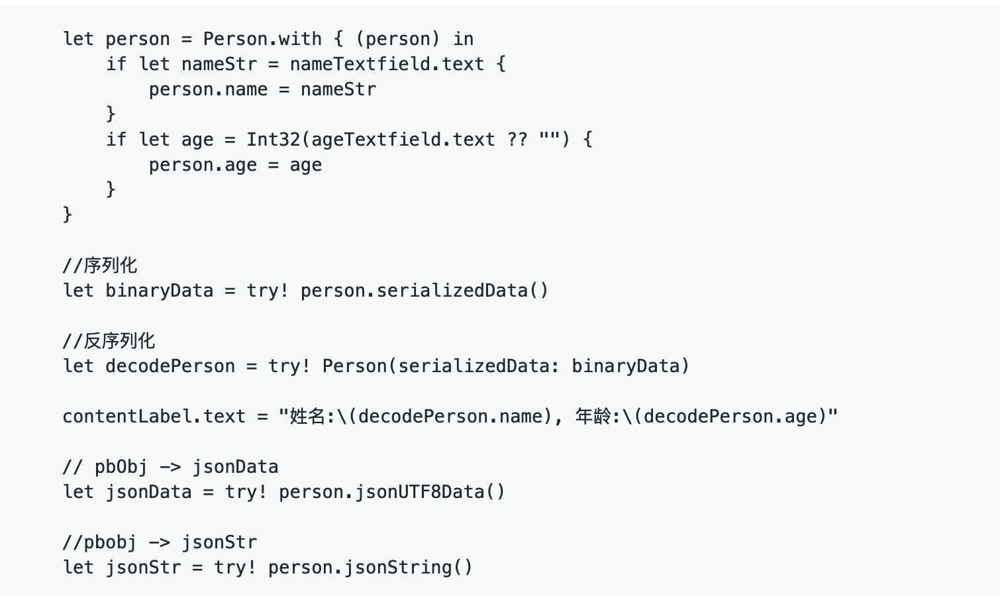 let person = Person.with { (person) in
    if let nameStr = nameTextfield.text {
        person.name = nameStr
    }
    if let age = Int32(ageTextfield.text ?? "") {
        person.age = age
    }
}
//序列化
let binaryData = try! person.serializedData()
//反序列化
let decodePerson = try! Person(serializedData: binaryData)
contentLabel.text = "姓名:\(decodePerson.name), 年龄:\(decodePerson.age)"
// pbObj -> jsonData
let jsonData = try! person.jsonUTF8Data()
//pbobj -> jsonStr
let jsonStr = try! person.jsonString()